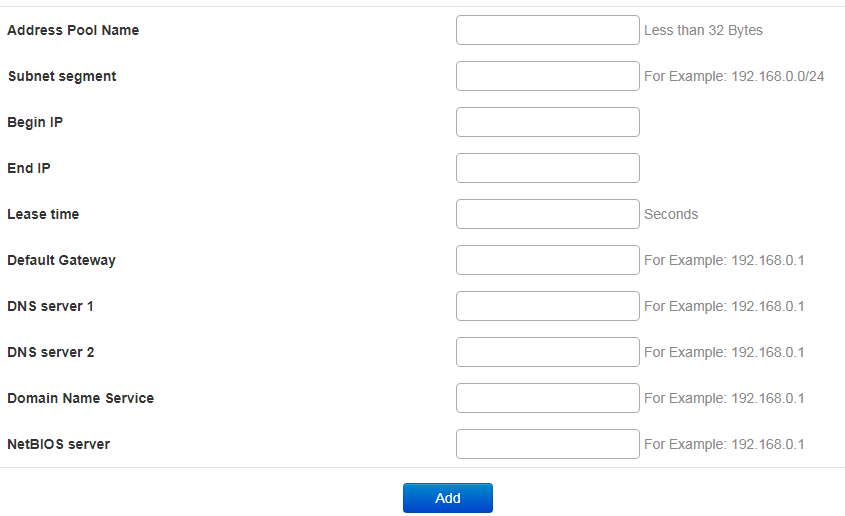 Address Pool Name Less than 32 Bytes
Subnet segment For Example: 192.168.0.0/24
Begin IP
End IP
Lease time Seconds
Default Gateway For Example: 192.168.0.1
DNS server 1 For Example: 192.168.0.1
DNS server 2 For Example: 192.168.0.1
Domain Name Service For Example: 192.168.0.1
NetBIOS server For Example: 192.168.0.1
Add